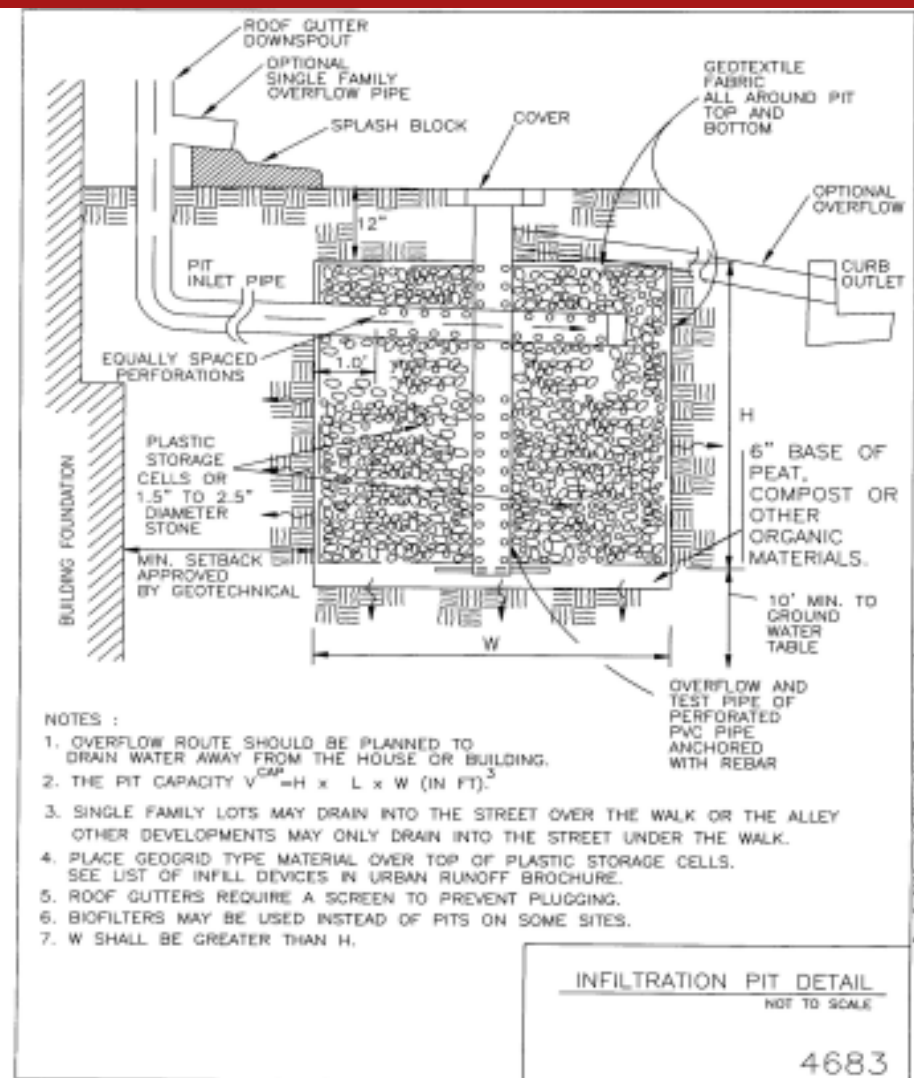 ROOF GUTTER
DOWNSPOUT
OPTIONAL
SINGLE FAMILY
OVERFLOW PIPE
SPLASH BLOCK
COVER
GEOTEXTILE
FABRIC
ALL AROUND PIT
TOP AND
BOTTOM
OPTIONAL
OVERFLOW
12"
PIT
INLET PIPE
CURB
OUTLET
EQUALLY SPACED
PERFORATIONS
1.0'
H
PLASTIC
STORAGE
CELLS OR
1.5" TO 2.5"
DIAMETER
STONE
6" BASE OF
PEAT,
COMPOST OR
OTHER
ORGANIC
MATERIALS.
BUILDING FOUNDATION
MIN. SETBACK
APPROVED
BY GEOTECHNICAL
10' MIN. TO
GROUND
WATER
TABLE
W
OVERFLOW AND
TEST PIPE OF
PERFORATED
PVC PIPE
ANCHORED
WITH REBAR
NOTES :
1. OVERFLOW ROUTE SHOULD BE PLANNED TO
DRAIN WATER AWAY FROM THE HOUSE OR BUILDING.
2. THE PIT CAPACITY V^CAP=H x L x W (IN FT).^3
3. SINGLE FAMILY LOTS MAY DRAIN INTO THE STREET OVER THE WALK OR THE ALLEY
OTHER DEVELOPMENTS MAY ONLY DRAIN INTO THE STREET UNDER THE WALK.
4. PLACE GEOGRID TYPE MATERIAL OVER TOP OF PLASTIC STORAGE CELLS.
SEE LIST OF INFILL DEVICES IN URBAN RUNOFF BROCHURE.
5. ROOF GUTTERS REQUIRE A SCREEN TO PREVENT PLUGGING.
6. BIOFILTERS MAY BE USED INSTEAD OF PITS ON SOME SITES.
7. W SHALL BE GREATER THAN H.
INFILTRATION PIT DETAIL
NOT TO SCALE
4683